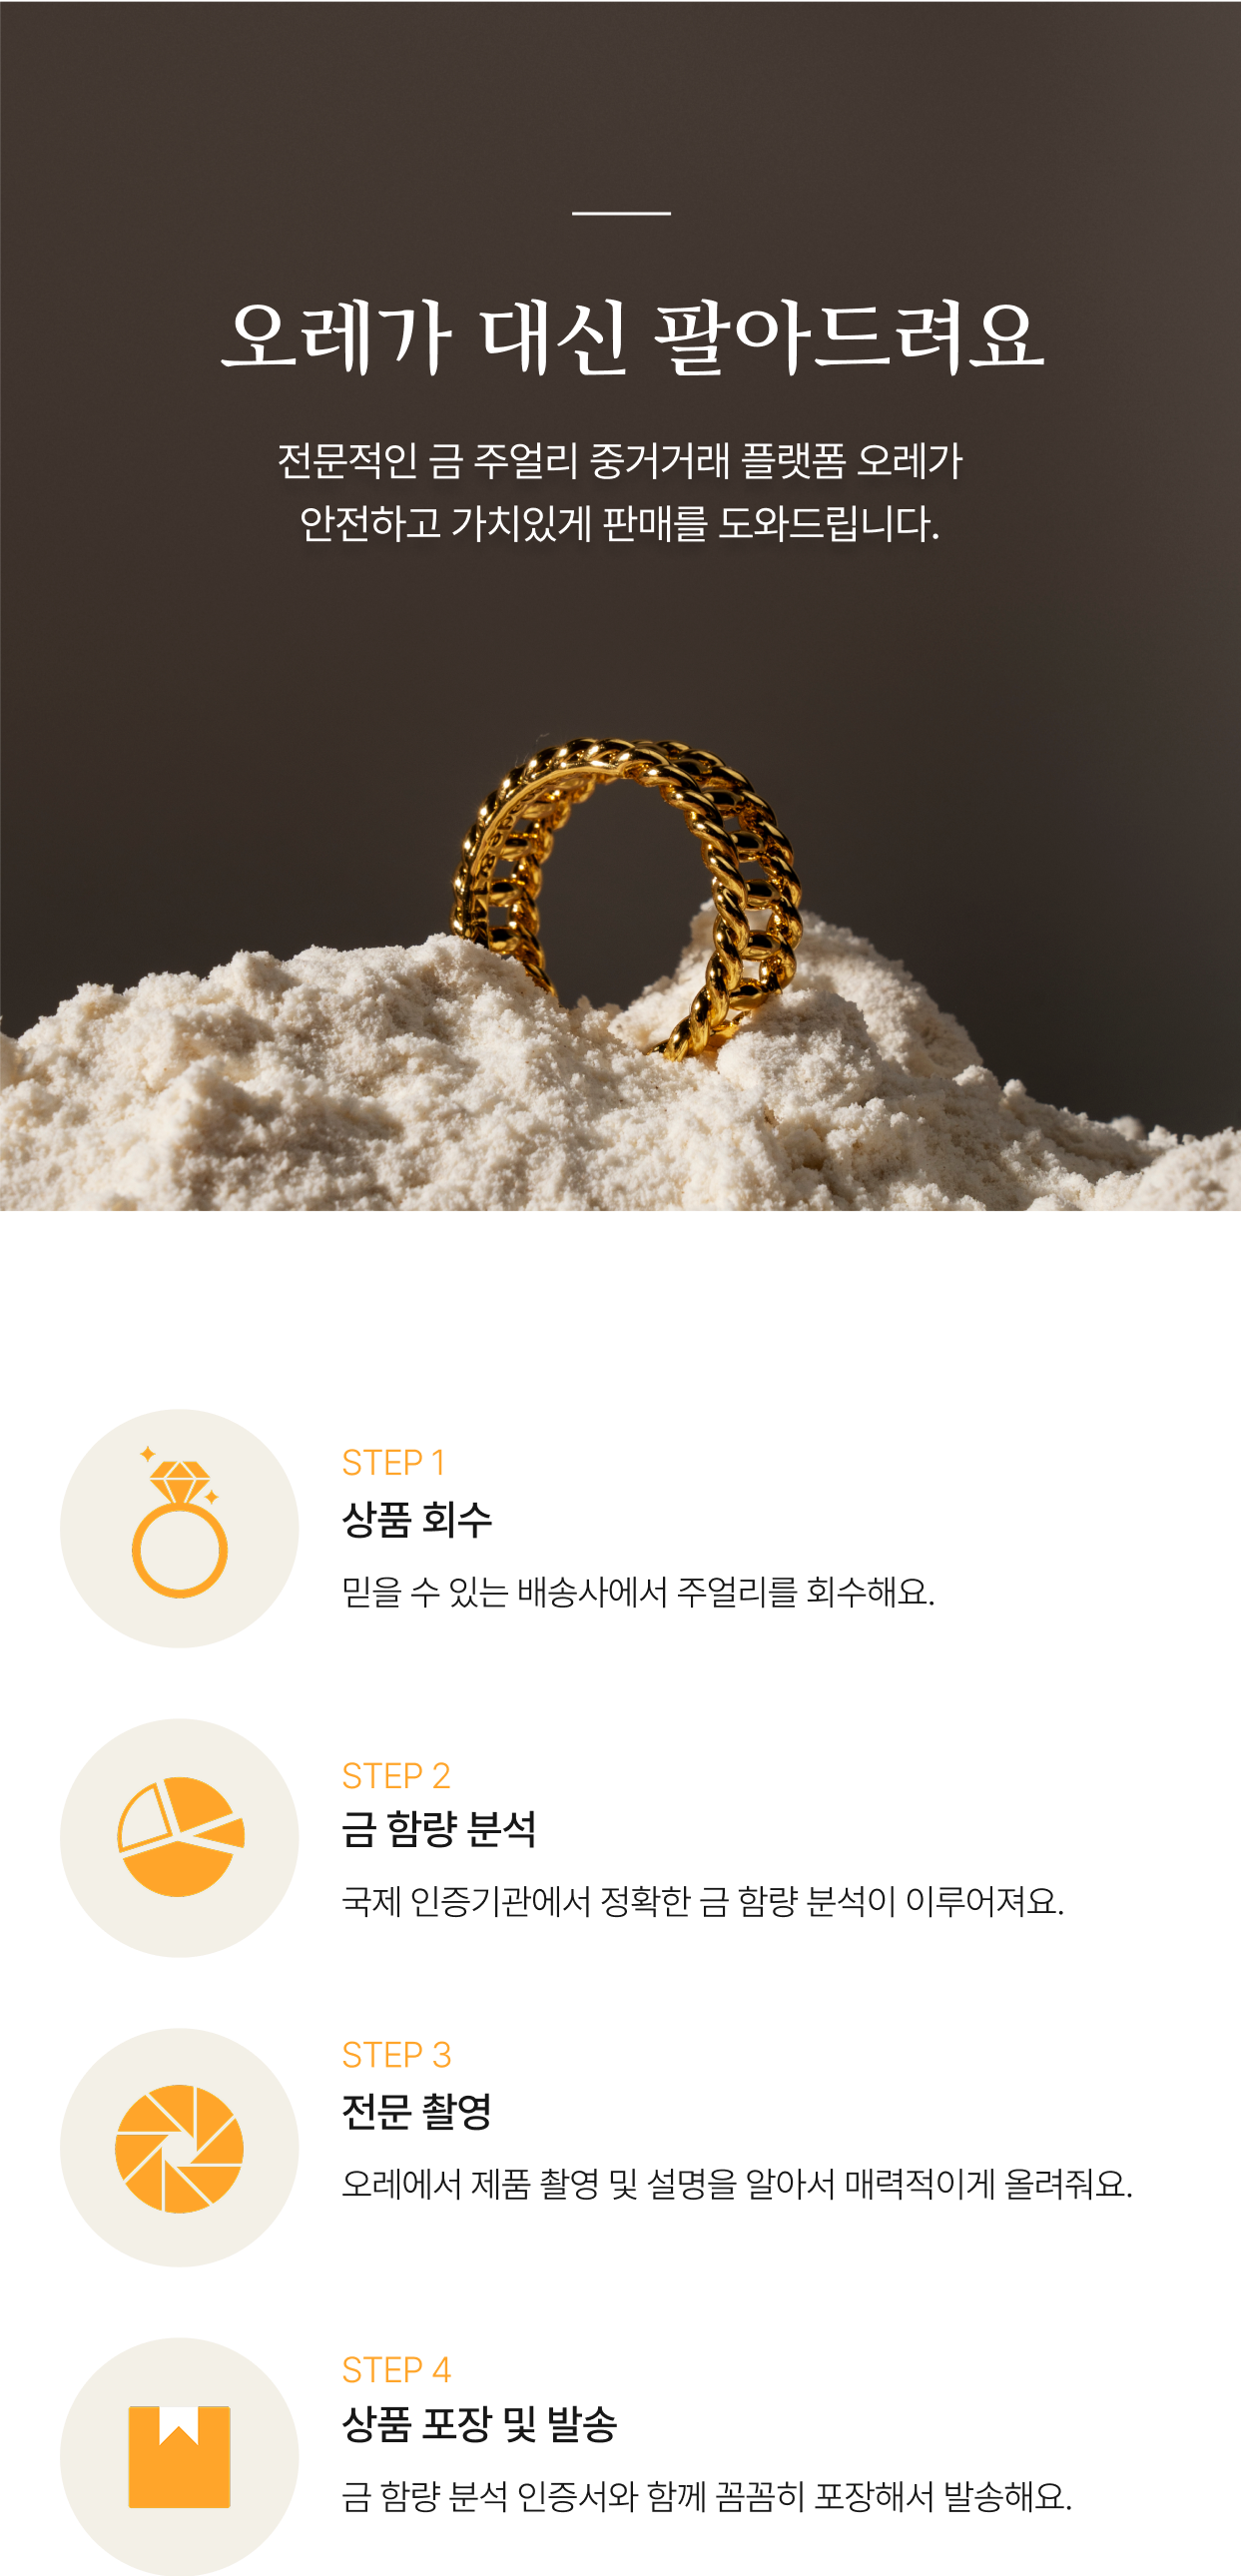 오레가 대신 팔아드려요
전문적인 금 주얼리 중거거래 플랫폼 오레가
안전하고 가치있게 판매를 도와드립니다.
STEP 1
상품 회수
믿을 수 있는 배송사에서 주얼리를 회수해요.
STEP 2
금 함량 분석
국제 인증기관에서 정확한 금 함량 분석이 이루어져요.
STEP 3
전문 촬영
오레에서 제품 촬영 및 설명을 알아서 매력적이게 올려줘요.
STEP 4
상품 포장 및 발송
금 함량 분석 인증서와 함께 꼼꼼히 포장해서 발송해요.